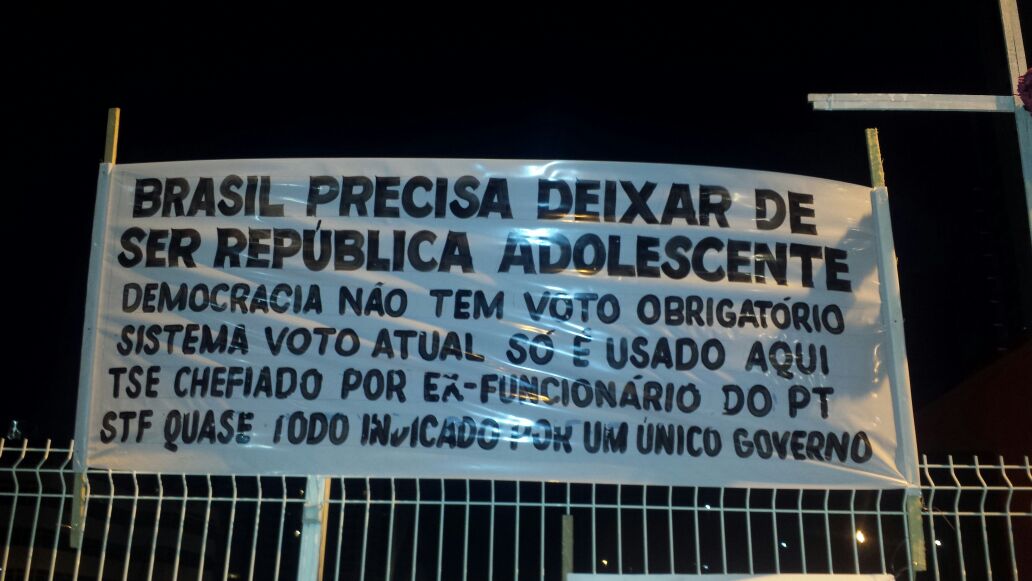 BRASIL PRECISA DEIXAR DE
SER REPÚBLICA ADOLESCENTE
DEMOCRACIA NÃO TEM VOTO OBRIGATÓRIO
SISTEMA VOTO ATUAL SÓ É USADO AQUI
TSE CHEFIADO POR EX-FUNCIONÁRIO DO PT
STF QUASE TODO INDICADO POR UM ÚNICO GOVERNO